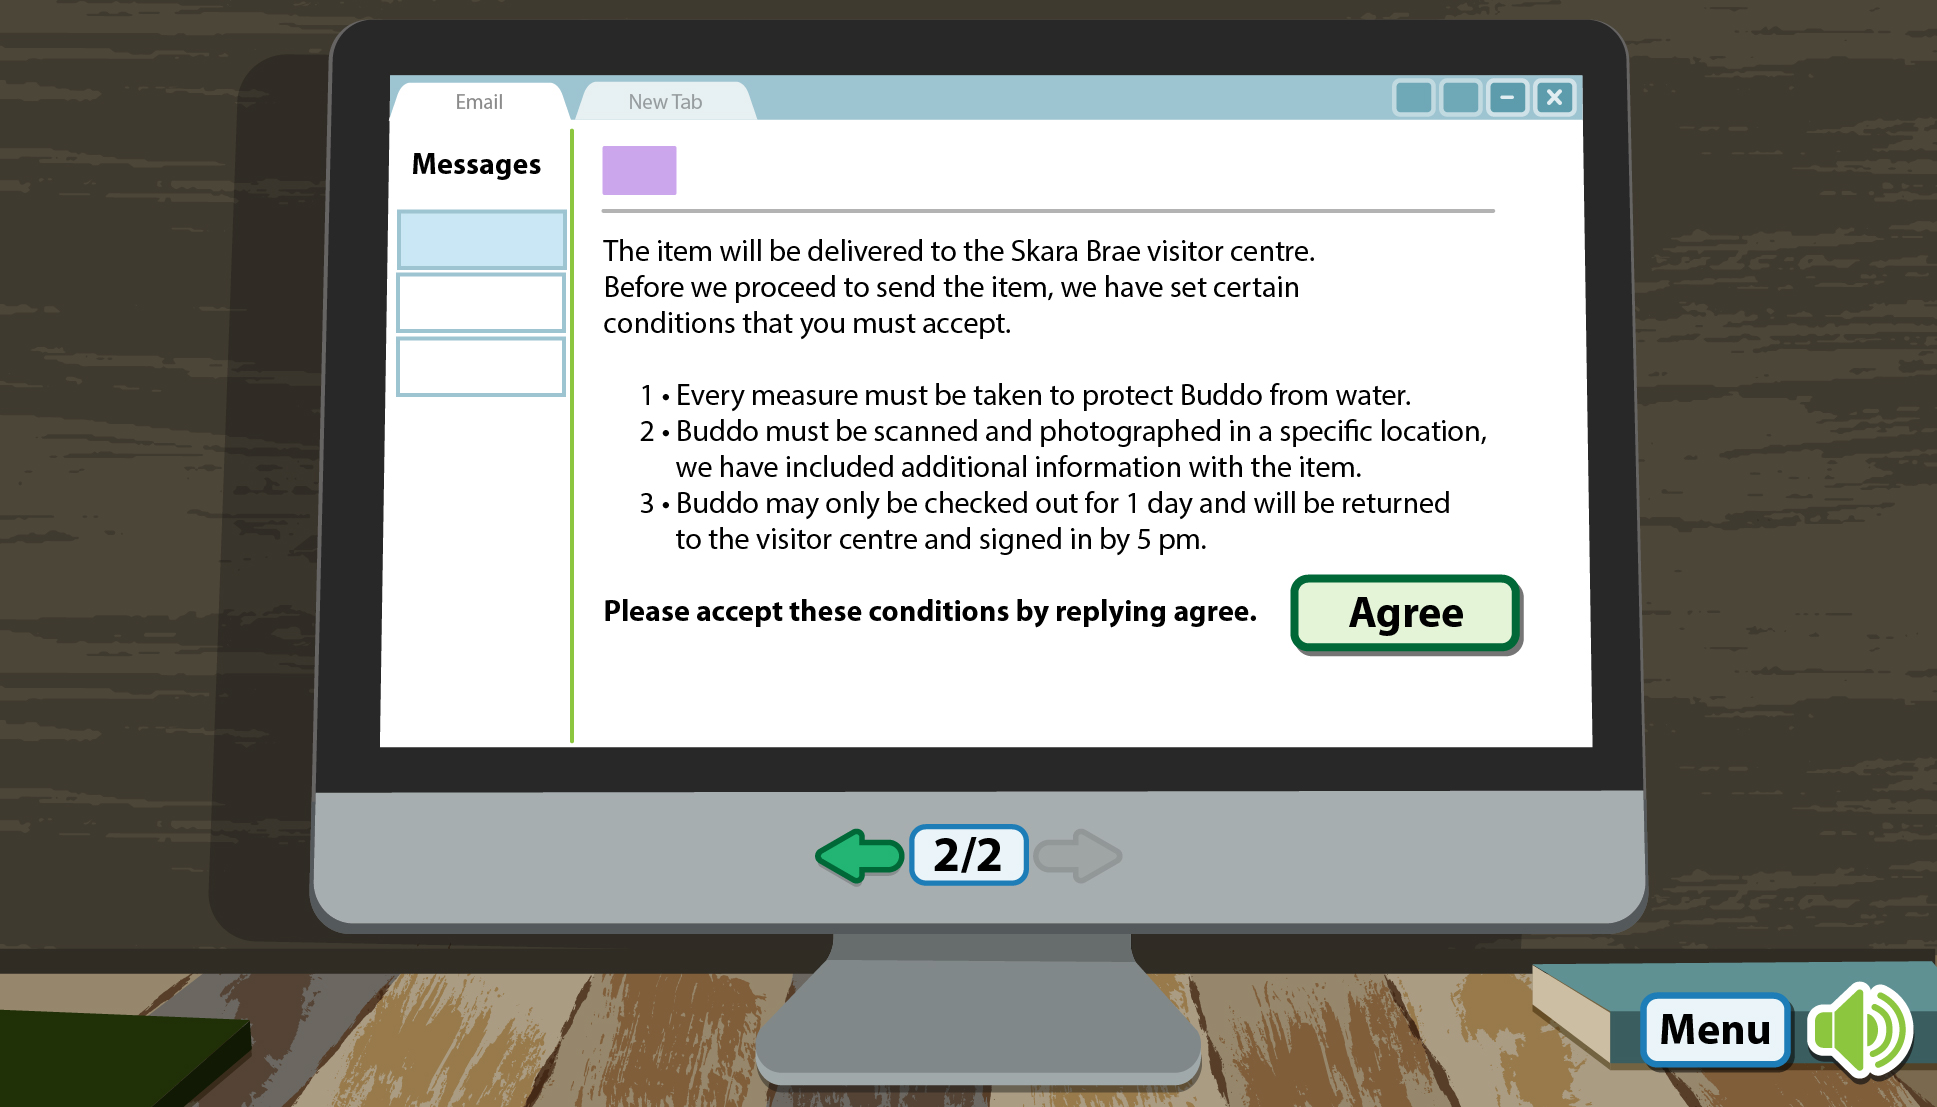 Email
New Tab
Messages
The item will be delivered to the Skara Brae visitor centre.
Before we proceed to send the item, we have set certain
conditions that you must accept.
1 • Every measure must be taken to protect Buddo from water.
2 • Buddo must be scanned and photographed in a specific location,
we have included additional information with the item.
3 • Buddo may only be checked out for 1 day and will be returned
to the visitor centre and signed in by 5 pm.
Please accept these conditions by replying agree.
Agree
2/2
Menu